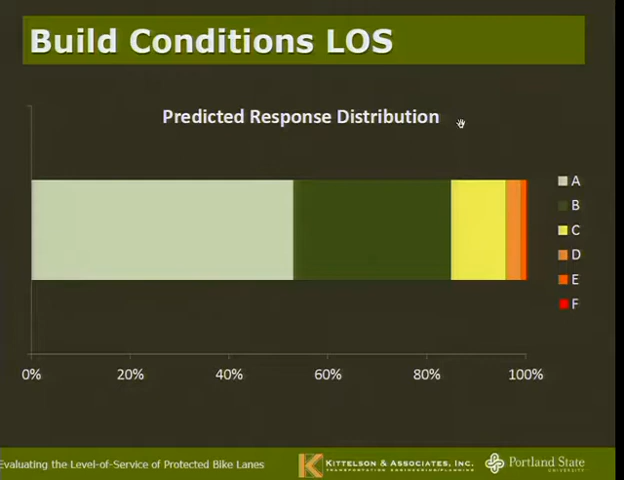 Build Conditions LOS
Predicted Response Distribution
A
B
C
D
E
F
0% 20% 40% 60% 80% 100%
Evaluating the Level-of-Service of Protected Bike Lanes
KITTELSON & ASSOCIATES, INC.
TRANSPORTATION ENGINEERING/PLANNING
Portland State
UNIVERSITY